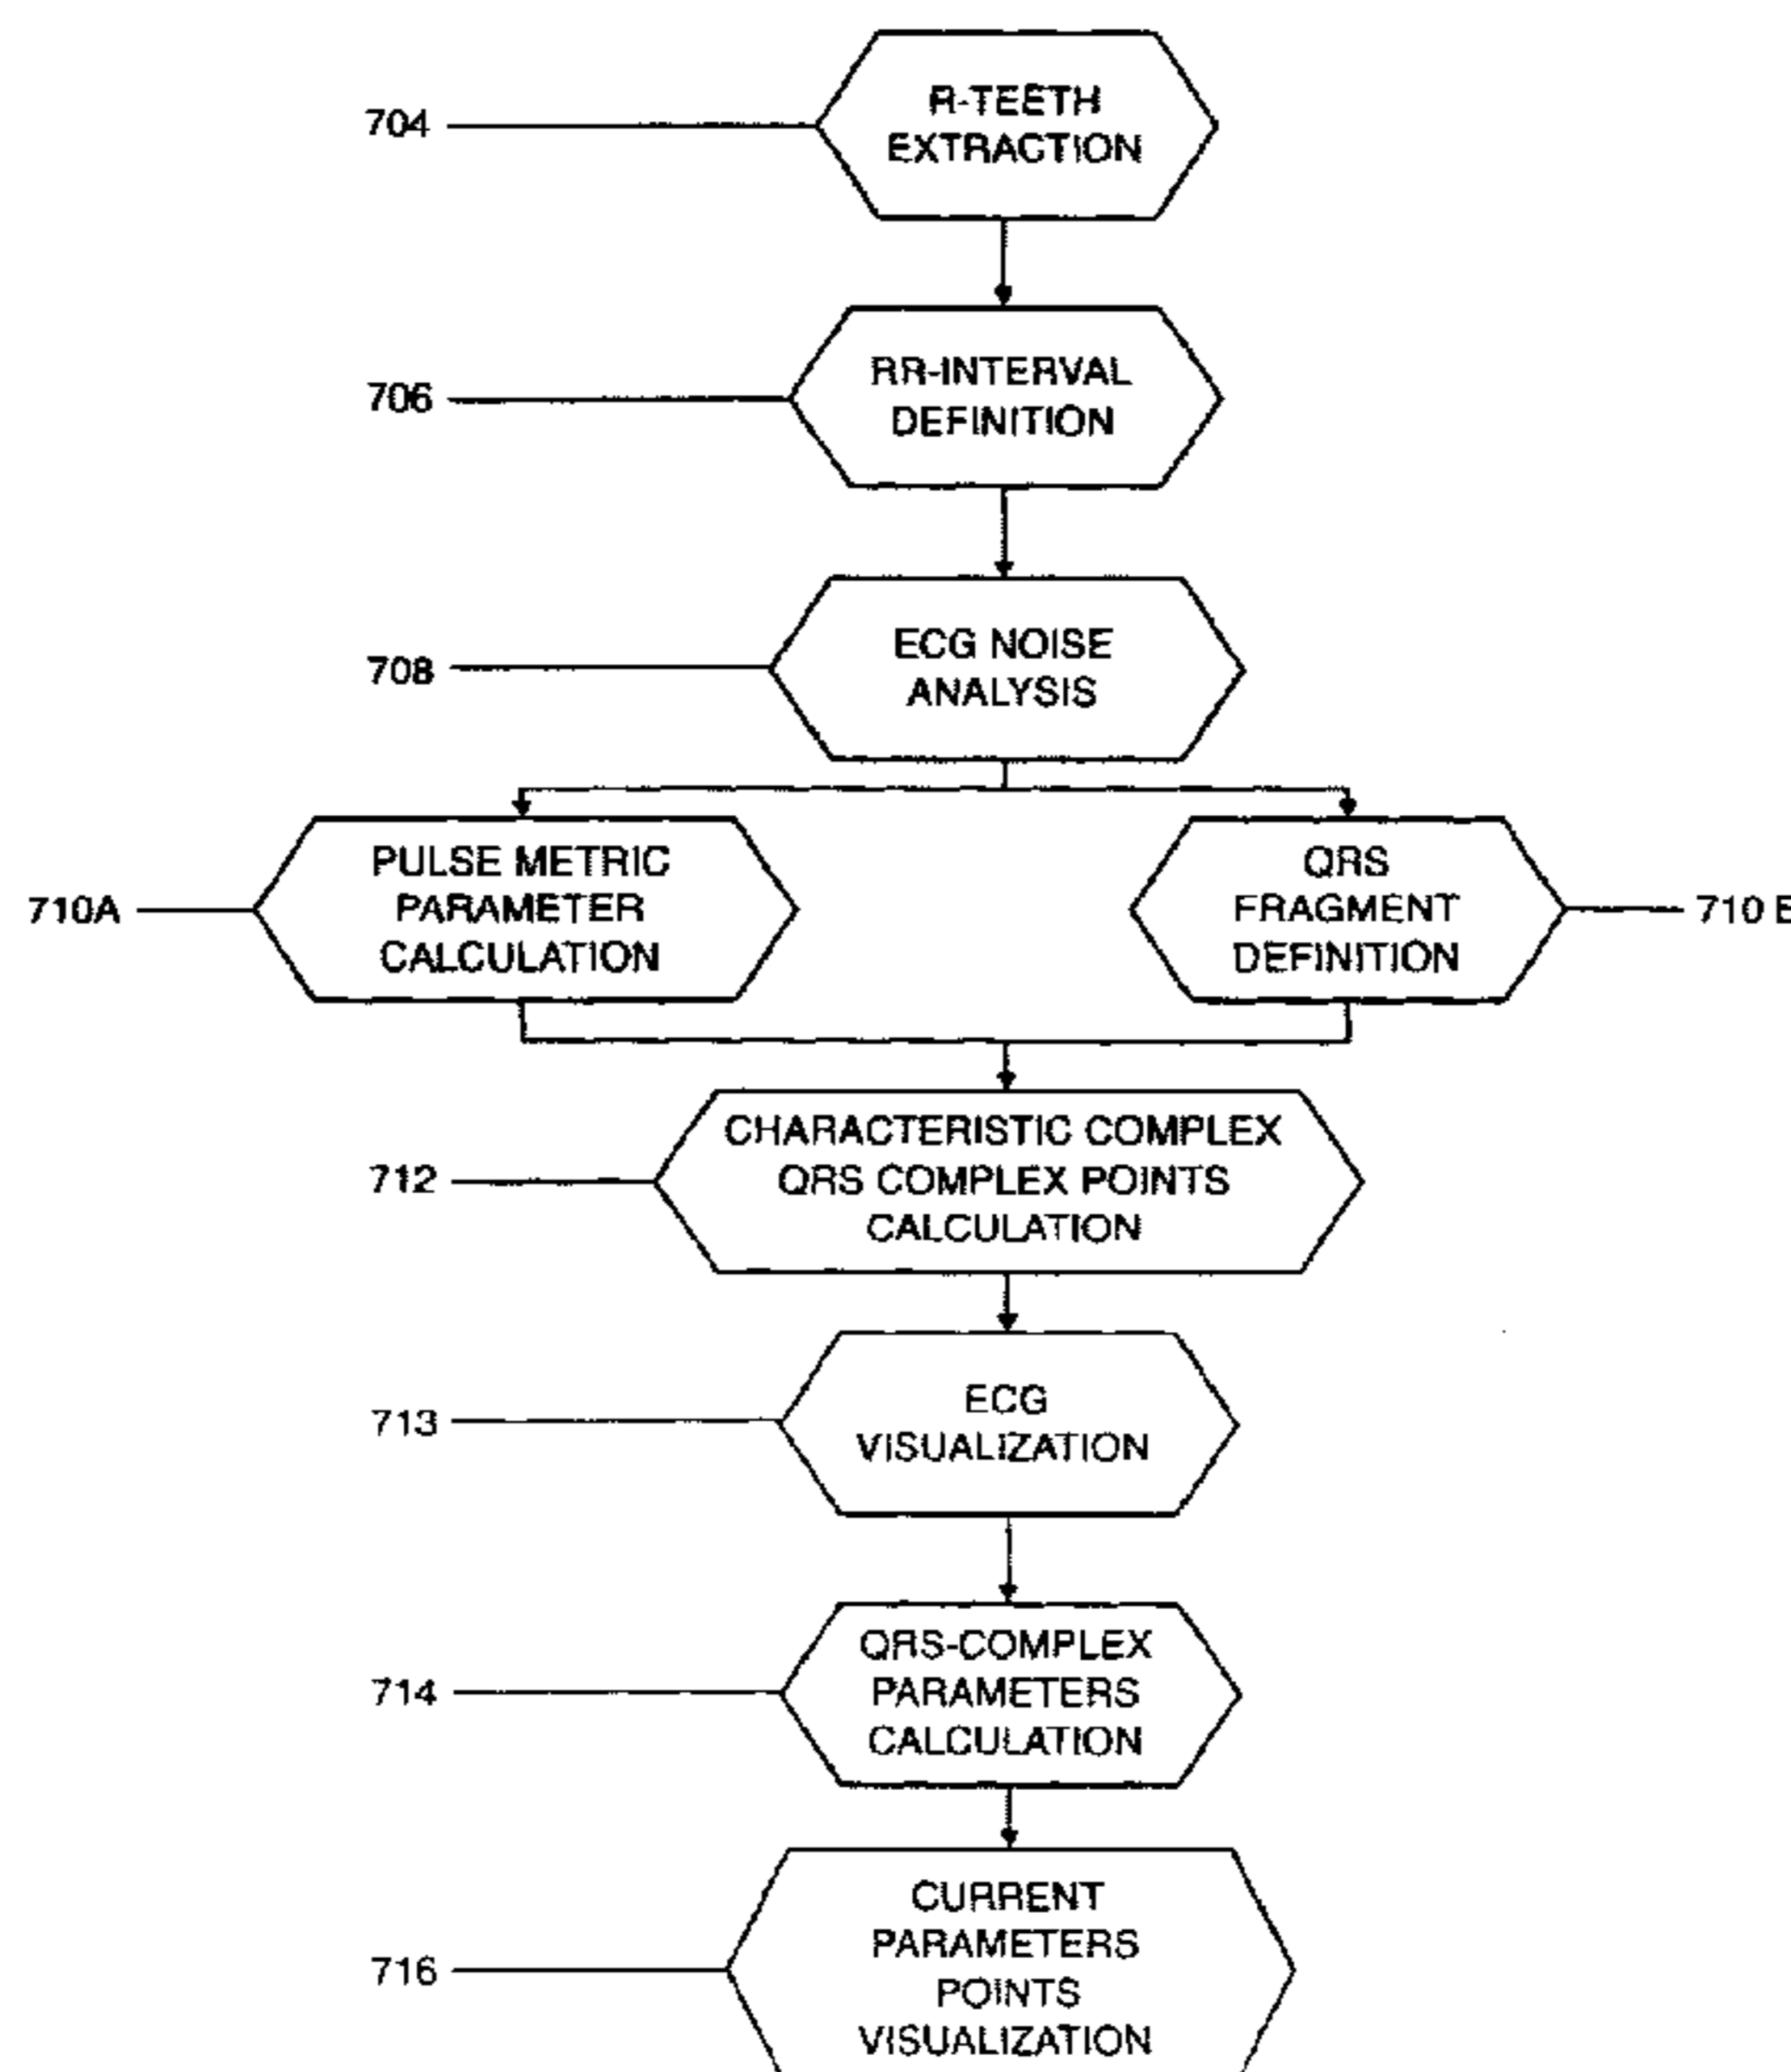 R-TEETH
EXTRACTION
704
RR-INTERVAL
DEFINITION
706
ECG NOISE
ANALYSIS
708
PULSE METRIC
PARAMETER
CALCULATION
710A
QRS
FRAGMENT
DEFINITION
710
CHARACTERISTIC COMPLEX
QRS COMPLEX POINTS
CALCULATION
712
ECG
VISUALIZATION
713
QRS-COMPLEX
PARAMETERS
CALCULATION
714
CURRENT
PARAMETERS
POINTS
VISUALIZATION
716